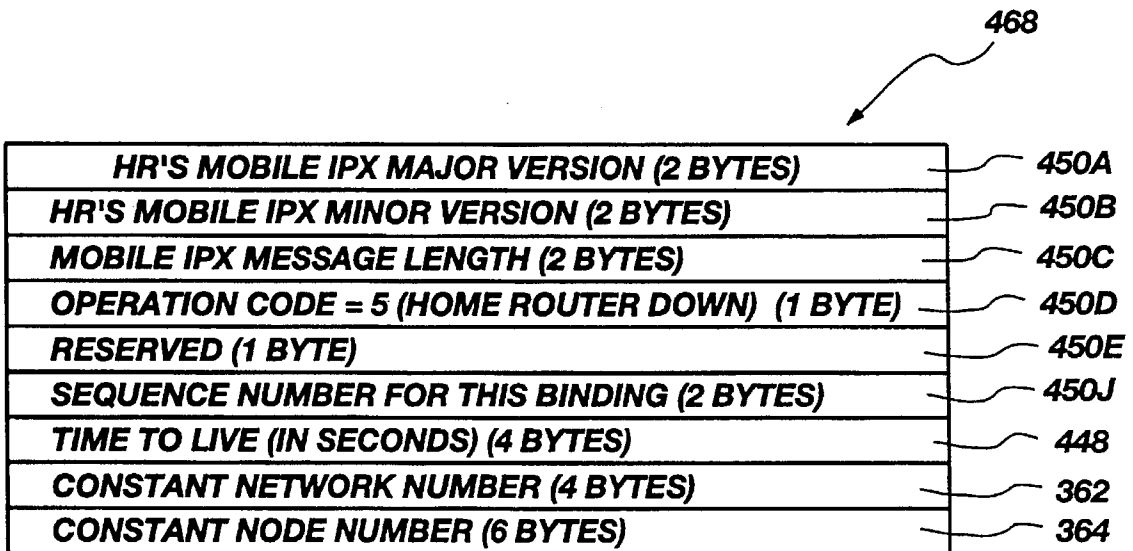 468
HR'S MOBILE IPX MAJOR VERSION (2 BYTES) 450A
HR'S MOBILE IPX MINOR VERSION (2 BYTES) 450B
MOBILE IPX MESSAGE LENGTH (2 BYTES) 450C
OPERATION CODE = 5 (HOME ROUTER DOWN) (1 BYTE) 450D
RESERVED (1 BYTE) 450E
SEQUENCE NUMBER FOR THIS BINDING (2 BYTES) 450J
TIME TO LIVE (IN SECONDS) (4 BYTES) 448
CONSTANT NETWORK NUMBER (4 BYTES) 362
CONSTANT NODE NUMBER (6 BYTES) 364